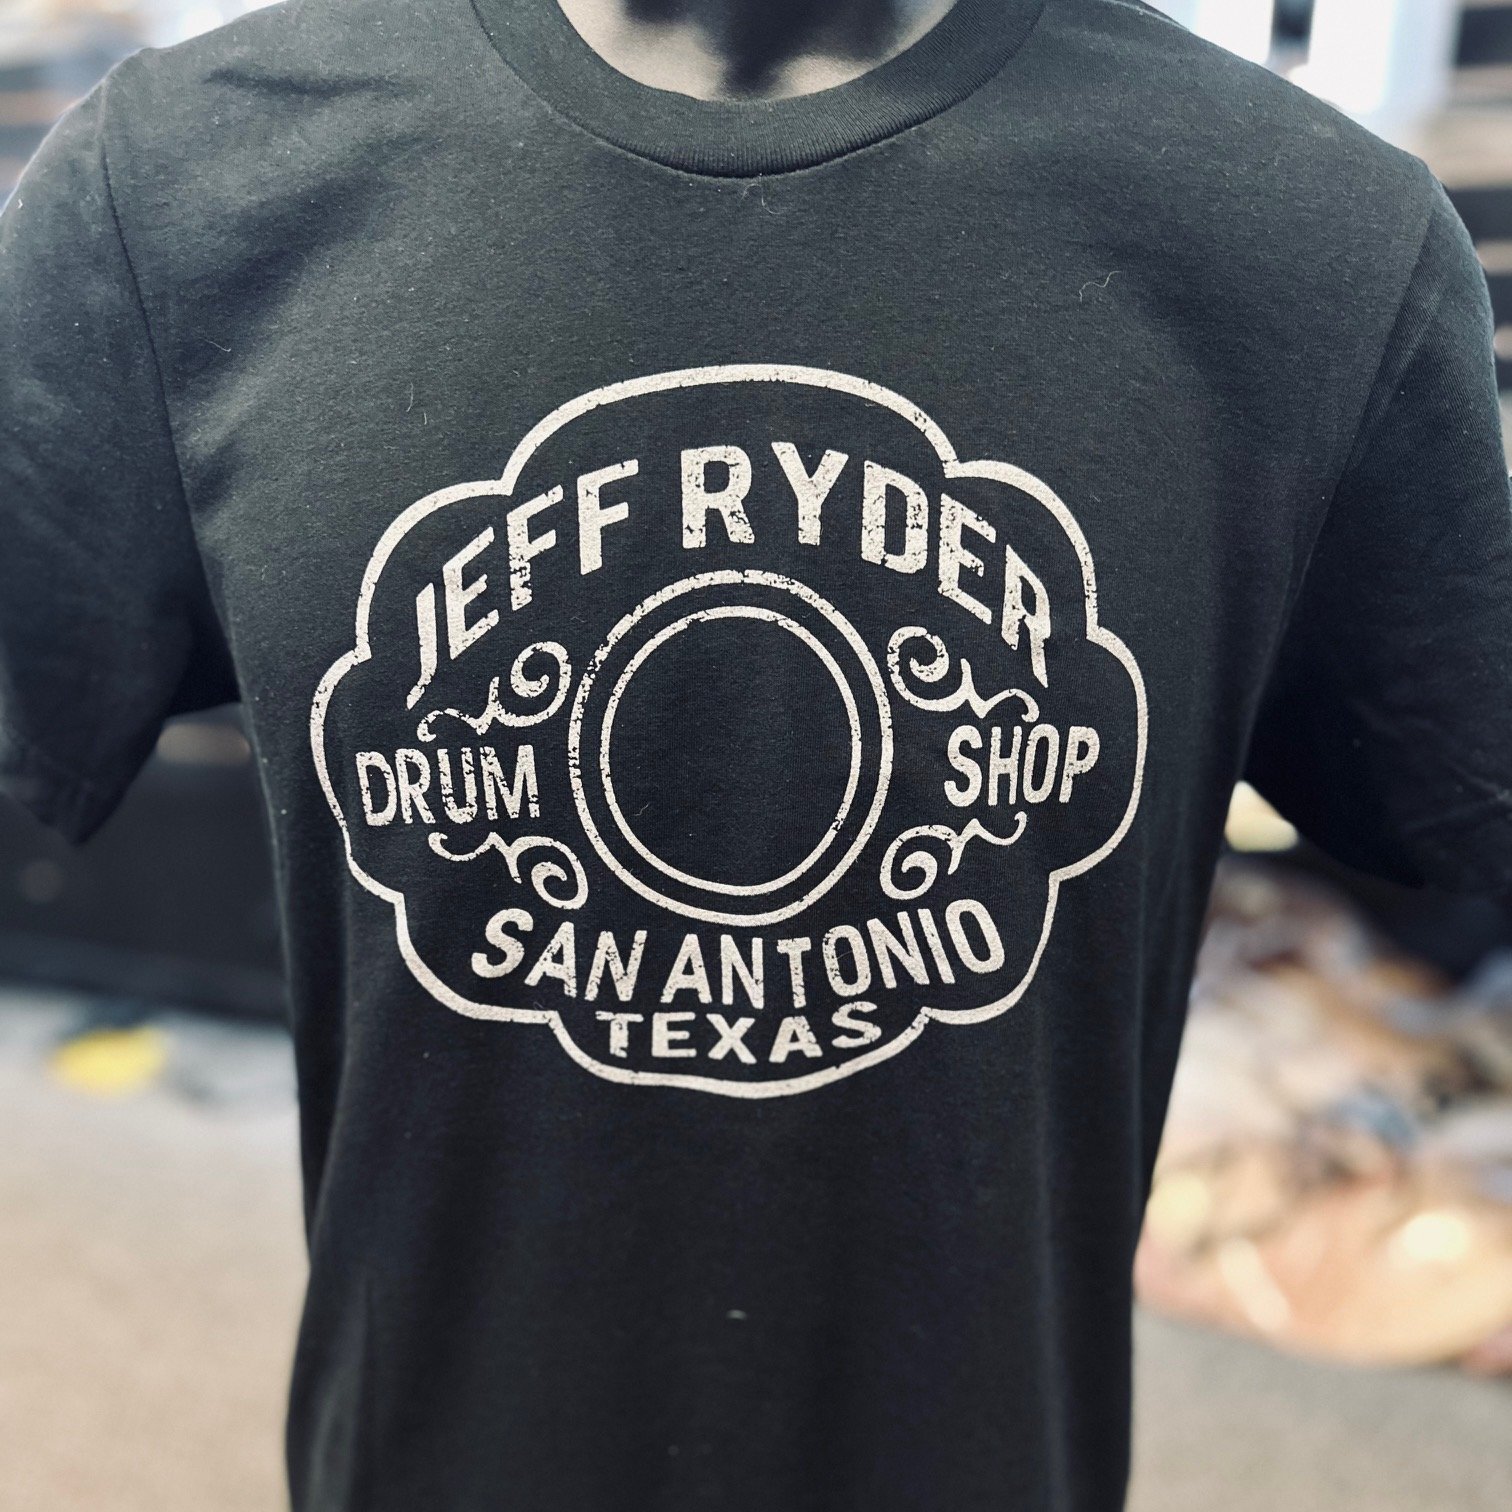 JEFF RYDER
DRUM SHOP
SAN ANTONIO
TEXAS